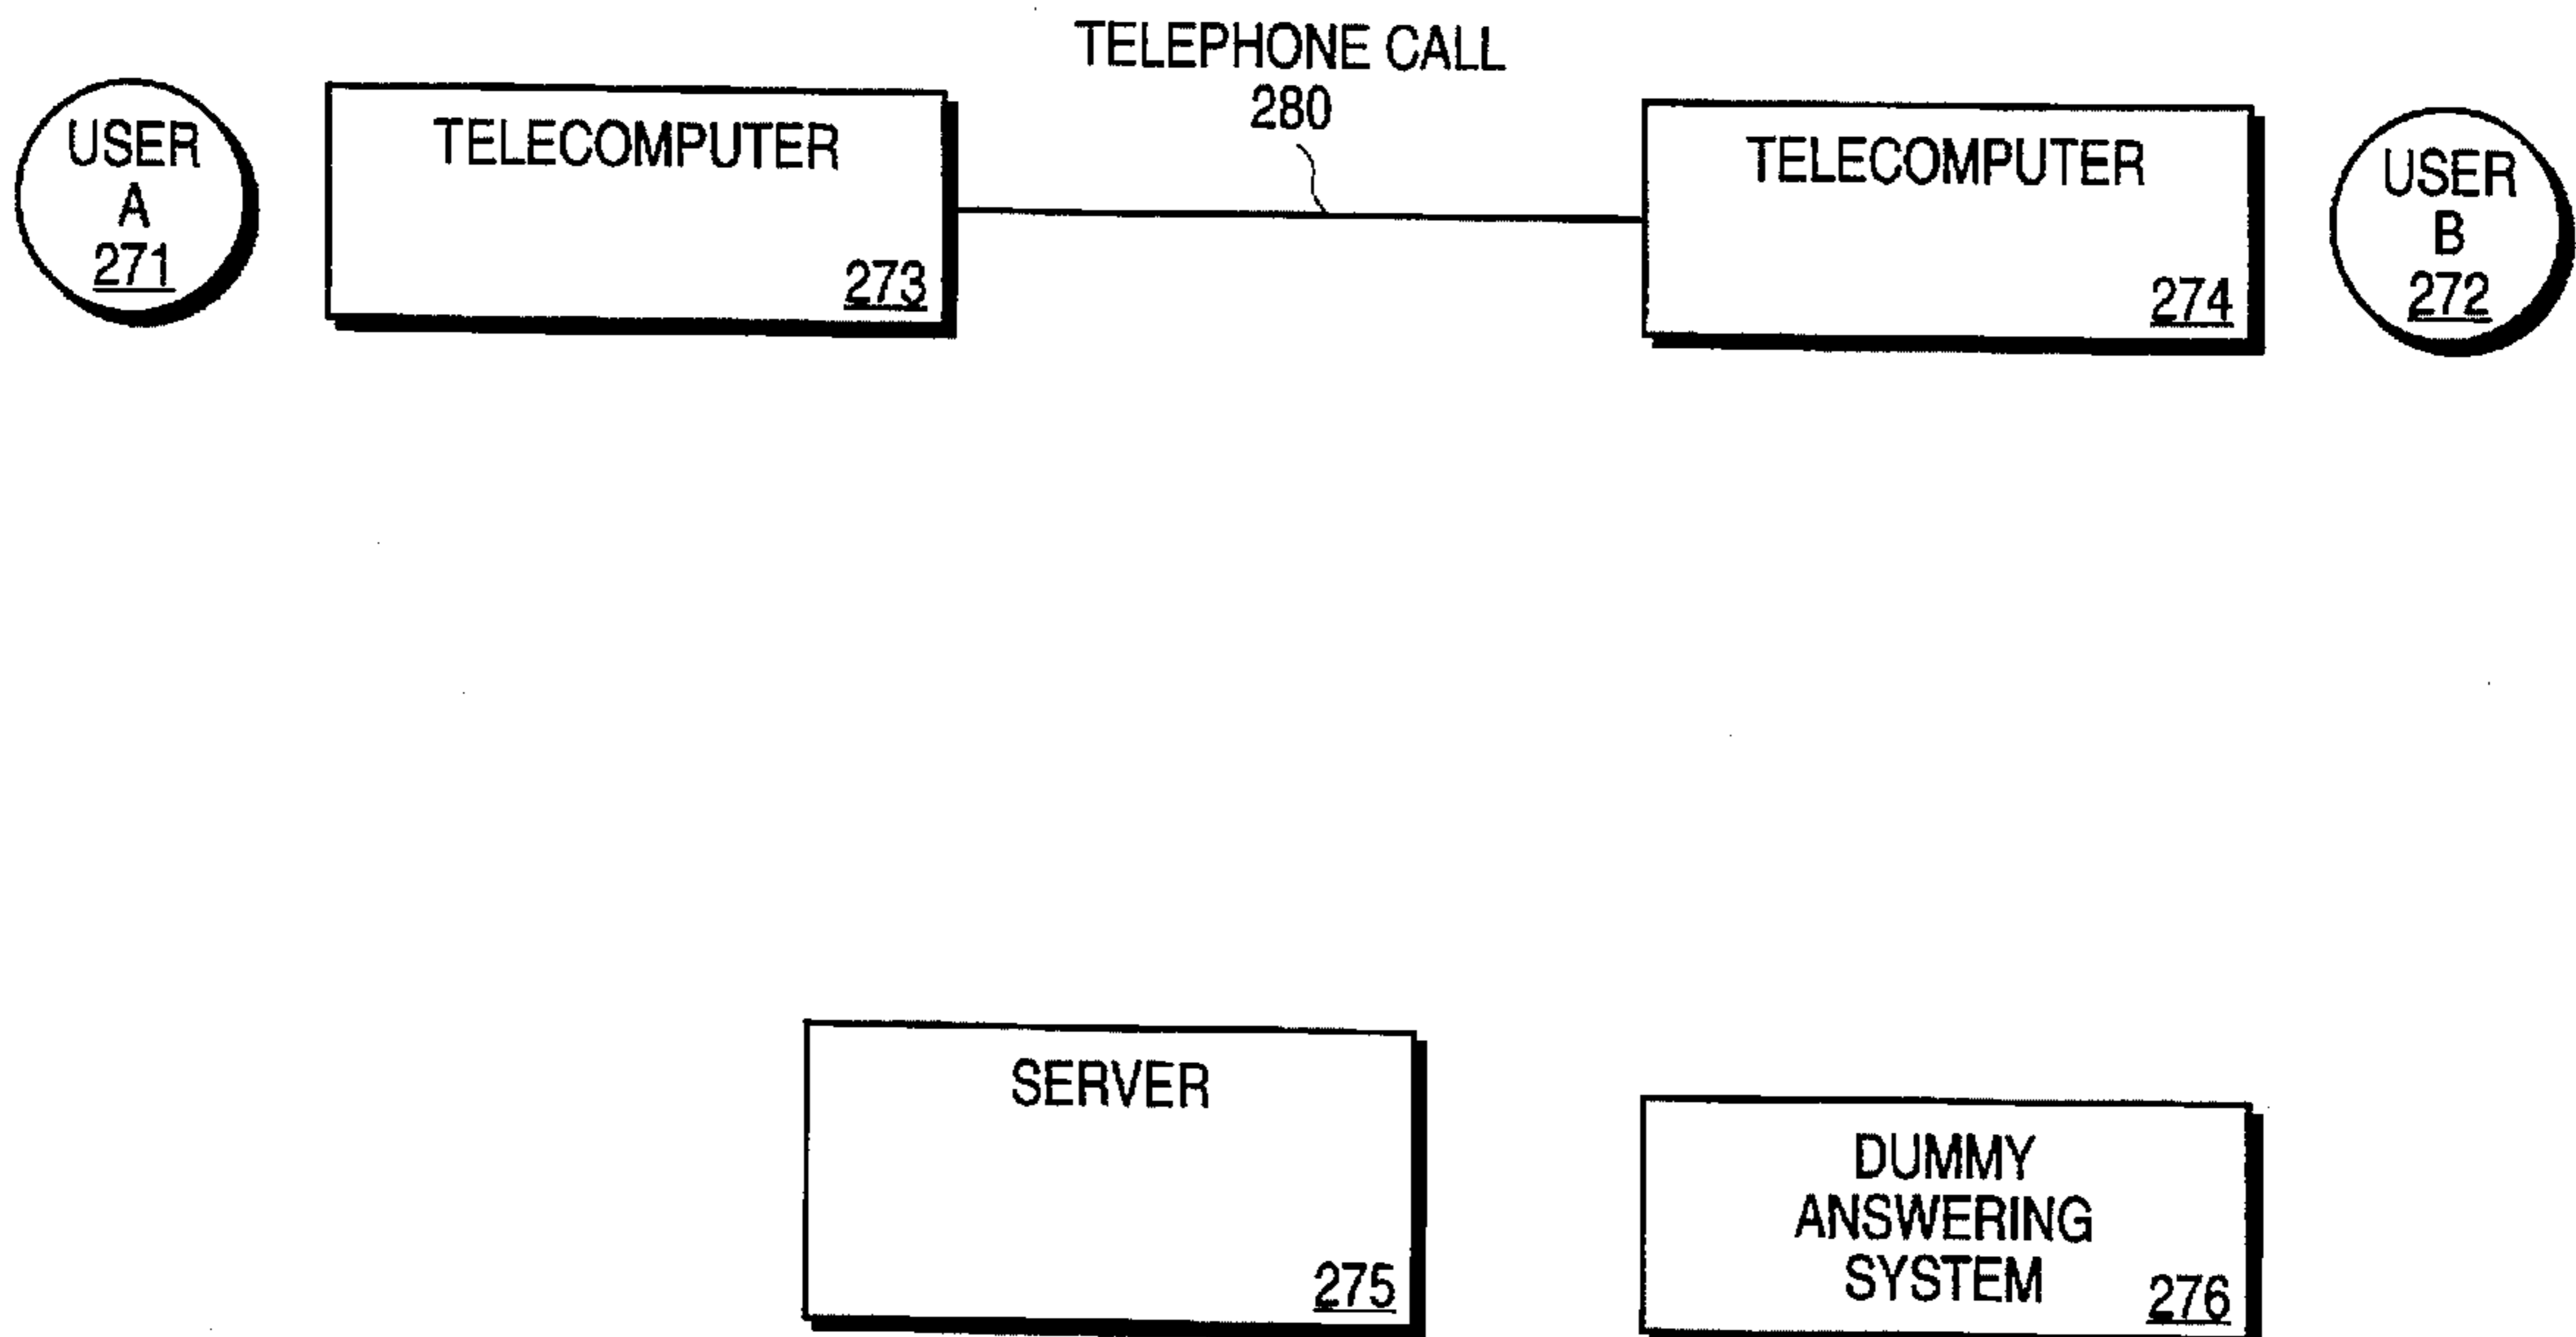 TELEPHONE CALL
280
USER
A
271
TELECOMPUTER
273
TELECOMPUTER
274
USER
B
272
SERVER
275
DUMMY
ANSWERING
SYSTEM
276